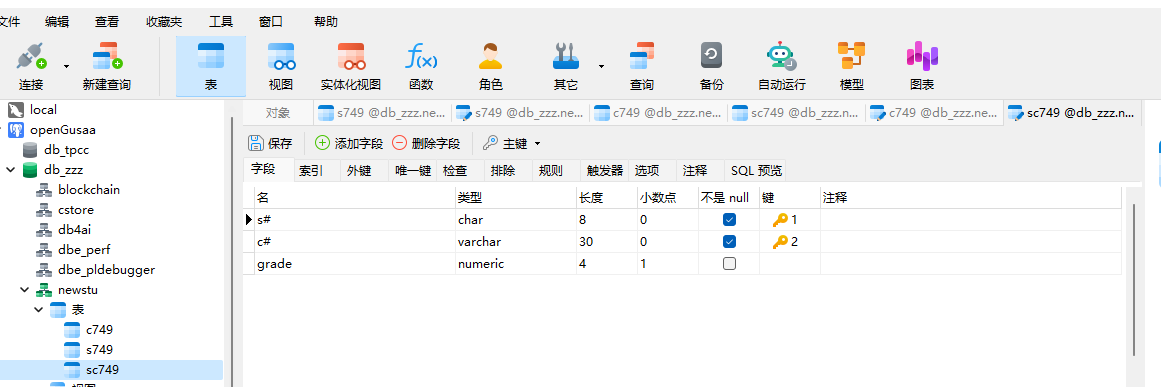 文件 编辑 查看 收藏夹 工具 窗口 帮助
连接 新建查询 表 视图 实体化视图 函数 角色 其它 查询 备份 自动运行 模型 图表
f(x)
local
openGusaa
db_tpcc
db_zzz
blockchain
cstore
db4ai
dbe_perf
dbe_pldebugger
newstu
表
c749
s749
sc749
对象 s749 @db_zzz.ne... s749 @db_zzz.ne... c749 @db_zzz.ne... sc749 @db_zzz.n... c749 @db_zzz.ne... sc749 @db_zzz.n...
保存 添加字段 删除字段 主键
字段 索引 外键 唯一键 检查 排除 规则 触发器 选项 注释 SQL 预览
名 类型 长度 小数点 不是 null 键 注释
s# char 8 0 1
c# varchar 30 0 2
grade numeric 4 1